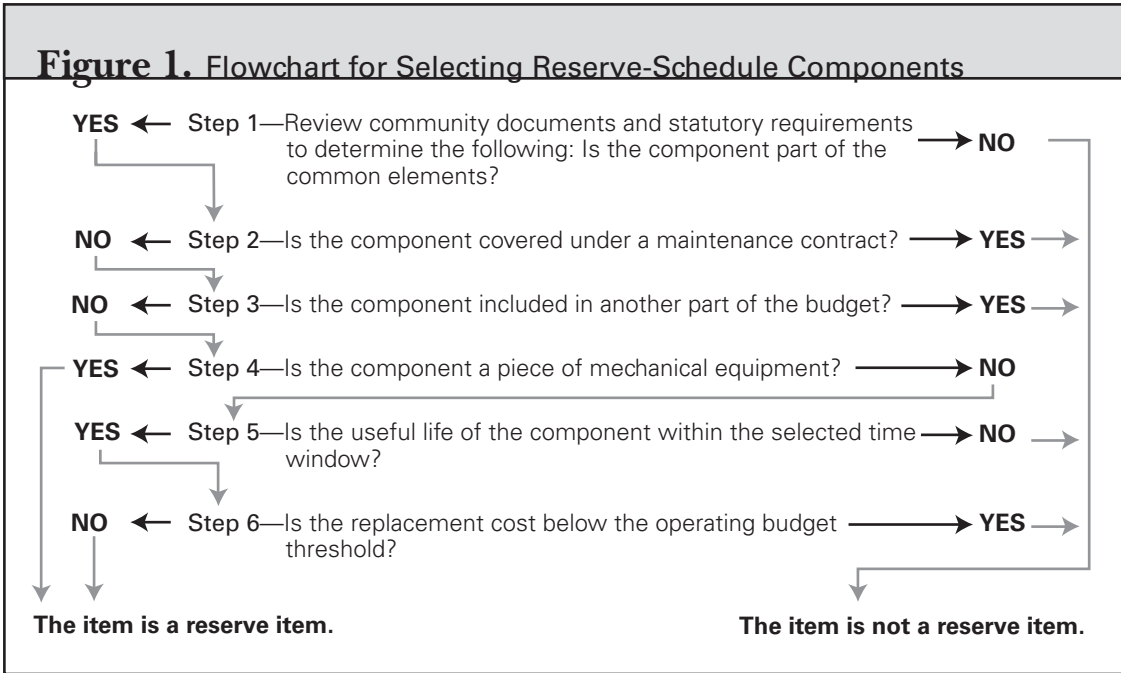 Figure 1. Flowchart for Selecting Reserve-Schedule Components
YES Step 1—Review community documents and statutory requirements NO
to determine the following: Is the component part of the
common elements?
NO Step 2—Is the component covered under a maintenance contract? YES
NO Step 3—Is the component included in another part of the budget? YES
YES Step 4—Is the component a piece of mechanical equipment? NO
YES Step 5—Is the useful life of the component within the selected time NO
window?
NO Step 6—Is the replacement cost below the operating budget YES
threshold?
The item is a reserve item. The item is not a reserve item.